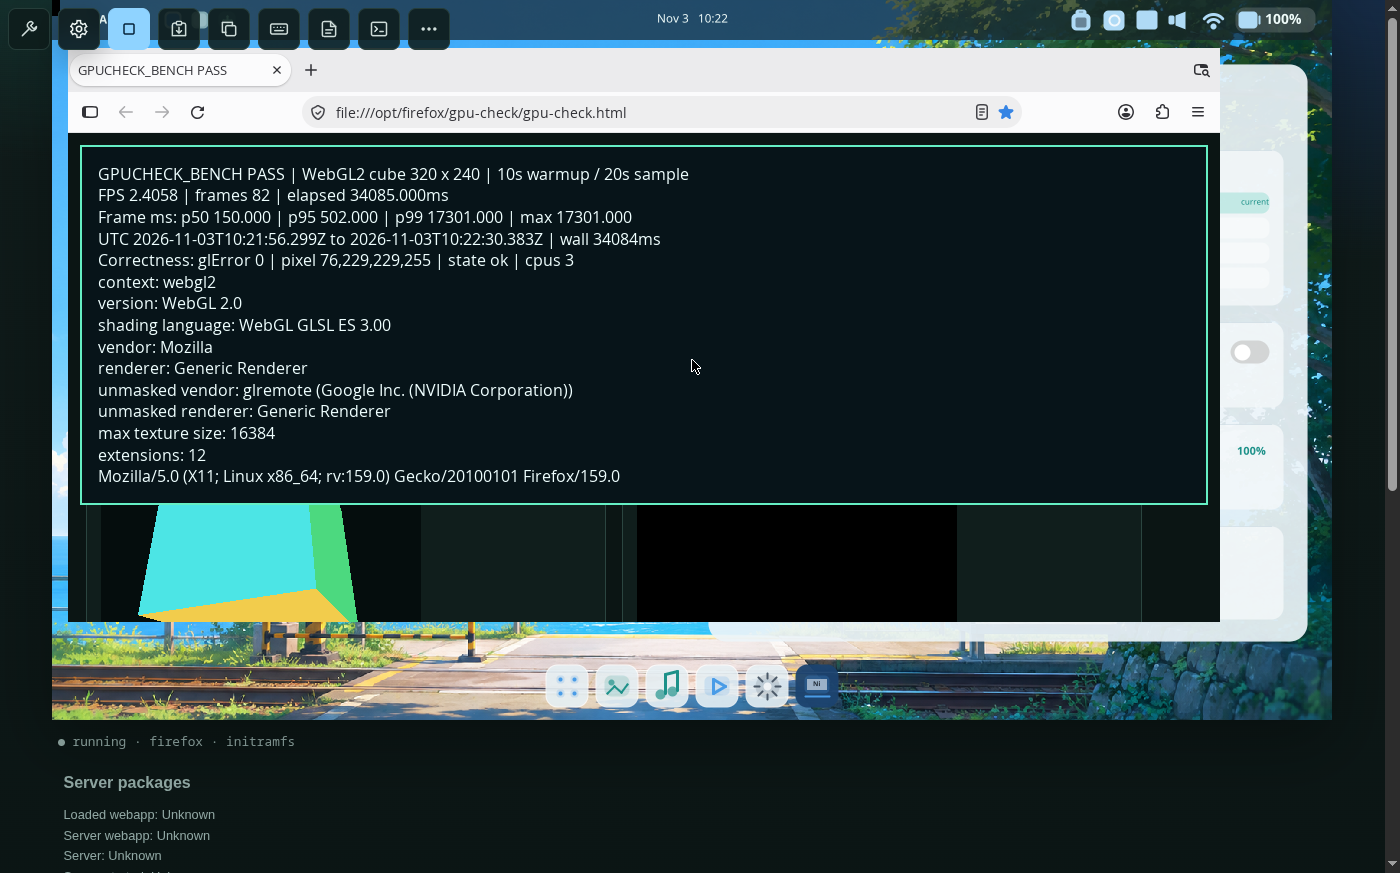 Nov 3 10:22
100%
GPUCHECK_BENCH PASS
file:///opt/firefox/gpu-check/gpu-check.html
GPUCHECK_BENCH PASS | WebGL2 cube 320 x 240 | 10s warmup / 20s sample
FPS 2.4058 | frames 82 | elapsed 34085.000ms
Frame ms: p50 150.000 | p95 502.000 | p99 17301.000 | max 17301.000
UTC 2026-11-03T10:21:56.299Z to 2026-11-03T10:22:30.383Z | wall 34084ms
Correctness: glError 0 | pixel 76,229,229,255 | state ok | cpus 3
context: webgl2
version: WebGL 2.0
shading language: WebGL GLSL ES 3.00
vendor: Mozilla
renderer: Generic Renderer
unmasked vendor: glremote (Google Inc. (NVIDIA Corporation))
unmasked renderer: Generic Renderer
max texture size: 16384
extensions: 12
Mozilla/5.0 (X11; Linux x86_64; rv:159.0) Gecko/20100101 Firefox/159.0
current
100%
Ni
running · firefox · initramfs
Server packages
Loaded webapp: Unknown
Server webapp: Unknown
Server: Unknown